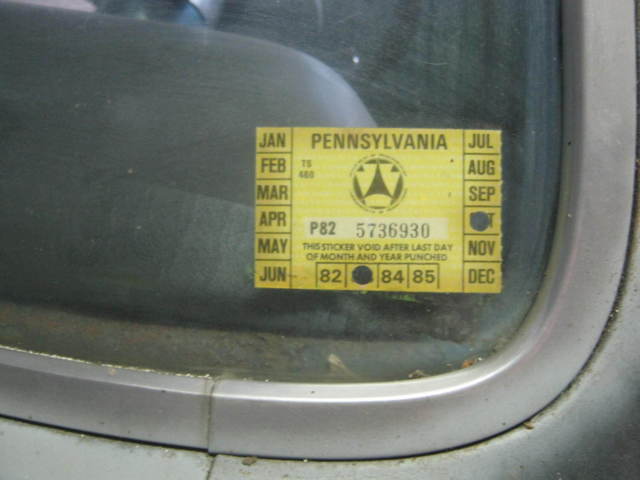 PENNSYLVANIA
JAN
FEB
MAR
APR
MAY
JUN
TS
460
P82 5736930
THIS STICKER VOID AFTER LAST DAY
OF MONTH AND YEAR PUNCHED
82 84 85
JUL
AUG
SEP
T
NOV
DEC